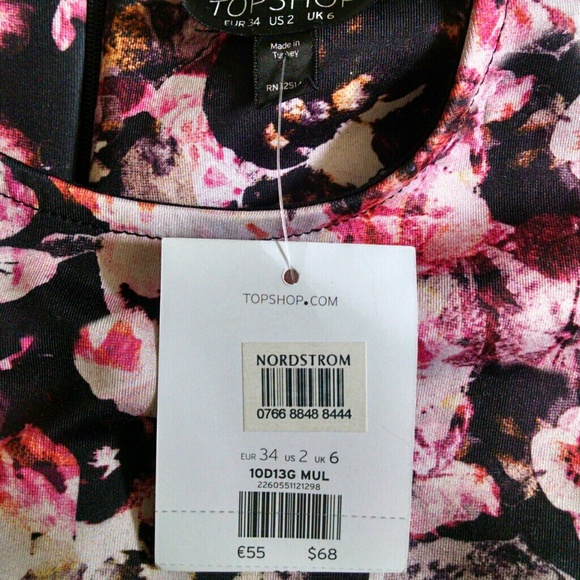 TOPSHOP
EUR 34 US 2 UK 6
Made in
Turkey
TOPSHOP.COM
NORDSTROM
0766 8848 8444
EUR 34 US 2 UK 6
10D13G MUL
2260551121298
€55 $68